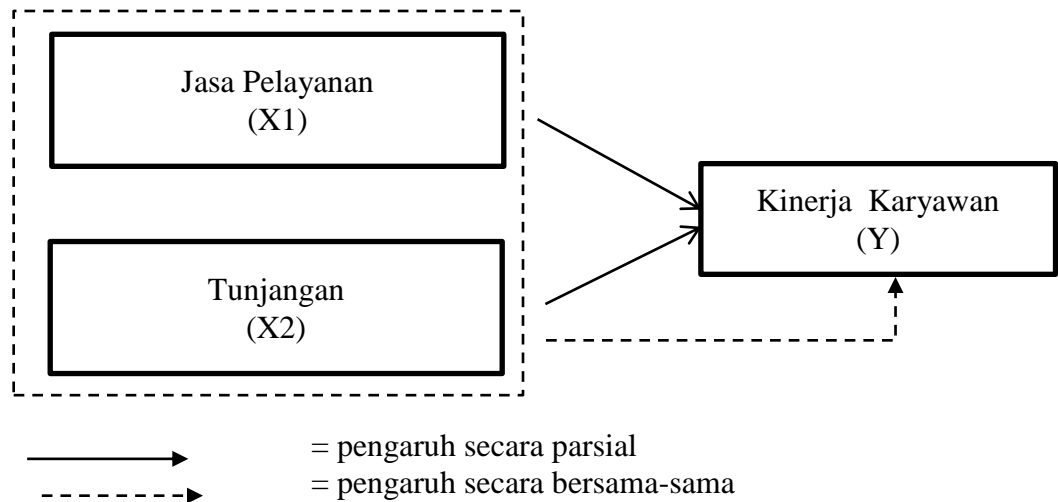 Jasa Pelayanan
(X1)
Kinerja Karyawan
(Y)
Tunjangan
(X2)
= pengaruh secara parsial
= pengaruh secara bersama-sama